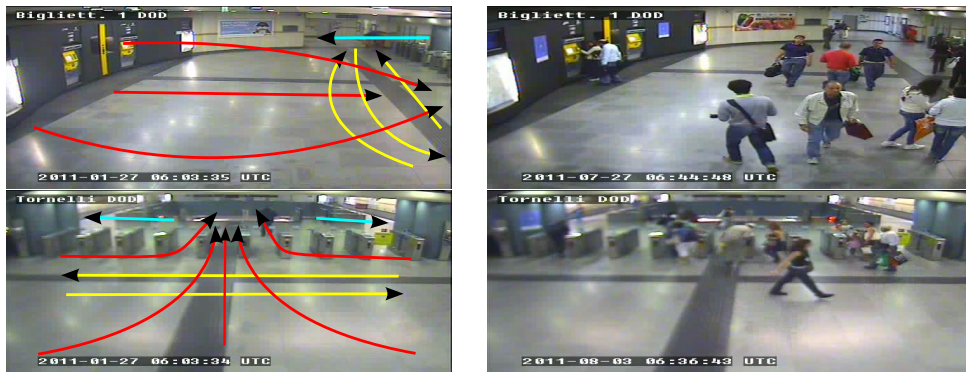 Bigliett. 1 DOD
2011-01-27 06:03:35 UTC
Bigliett. 1 DOD
2011-07-27 06:44:48 UTC
Tornelli DOD
2011-01-27 06:03:34 UTC
Tornelli DOD
2011-08-03 06:36:43 UTC